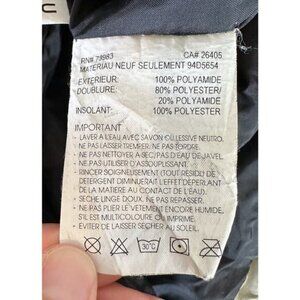 RN# 79983 CA# 26405
MATERIAU NEUF SEULEMENT 94D5654
EXTERIEUR: 100% POLYAMIDE
DOUBLURE: 80% POLYESTER/
20% POLYAMIDE
INSOLANT: 100% POLYESTER
IMPORTANT
- LAVER A L'EAU AVEC SAVON OU LESSIVE NEUTRO.
NE PAS LAISSER TREMPER. NE PAS TORDRE.
NE PAS NETTOYER A SEC/PAS D'EAU DE JAVEL.
NE PAS UTILISER D'ASSOUPLISSANT.
- RINCER SOIGNEUSEMENT (TOUT RESIDU DE
DETERGENT DIMINUERAIT L'EFFET DEPERLANT
DE LA MATIERE AU CONTACT DE L'EAU).
- SECHE LINGE DOUX. NE PAS REPASSER.
NE PAS PLIER LE VETEMENT ENCORE HUMIDE,
S'IL EST MULTICOLORE OU IMPRIMÉ.
- EVITER DE LAISSER SECHER AU SOLEIL.
30°C